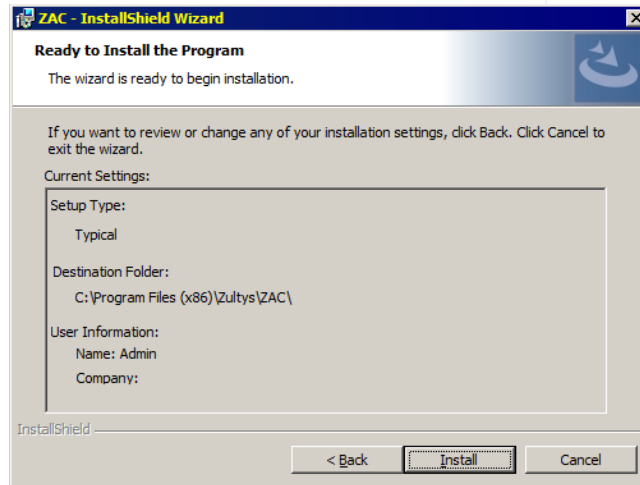 ZAC - InstallShield Wizard
Ready to Install the Program
The wizard is ready to begin installation.
If you want to review or change any of your installation settings, click Back. Click Cancel to
exit the wizard.
Current Settings:
Setup Type:
Typical
Destination Folder:
C:\Program Files (x86)\Zultys\ZAC\
User Information:
Name: Admin
Company:
InstallShield
< Back
Install
Cancel